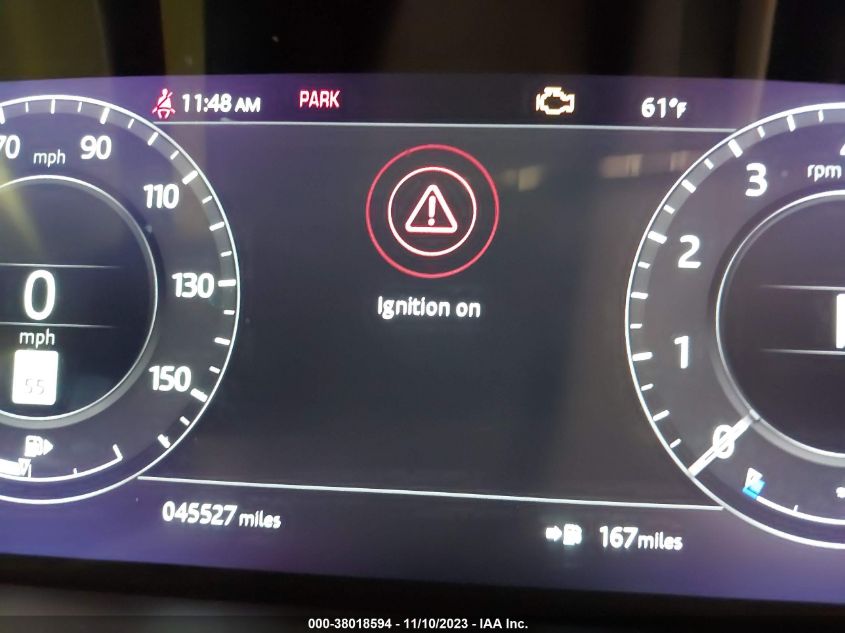 11:48 AM PARK 61°F
70 mph 90
110
130
150
0
mph
55
Ignition on
rpm
3
2
1
0
045527 miles
167 miles
000-38018594 - 11/10/2023 - IAA Inc.